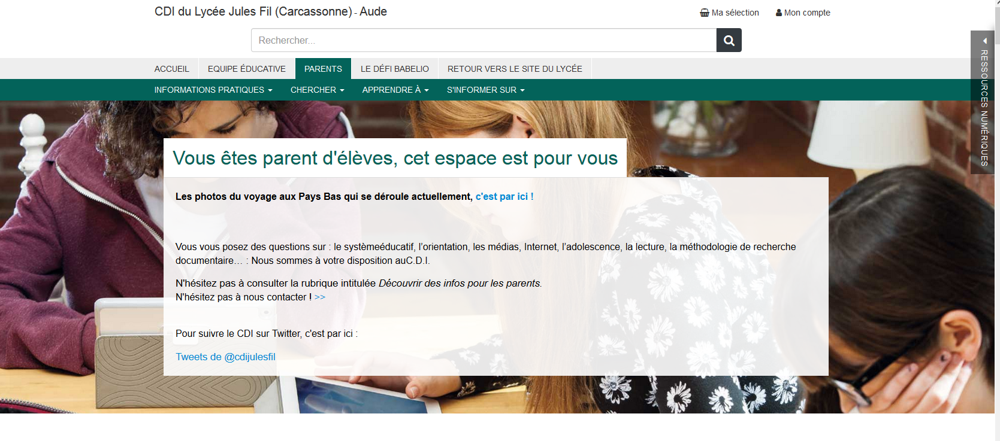 CDI du Lycée Jules Fil (Carcassonne) - Aude
Ma sélection
Mon compte
Rechercher...
ACCUEIL
EQUIPE ÉDUCATIVE
PARENTS
LE DÉFI BABELIO
RETOUR VERS LE SITE DU LYCÉE
INFORMATIONS PRATIQUES
CHERCHER
APPRENDRE À
S'INFORMER SUR
RESSOURCES NUMÉRIQUES
Vous êtes parent d'élèves, cet espace est pour vous
Les photos du voyage aux Pays Bas qui se déroule actuellement, c'est par ici !
Vous vous posez des questions sur : le systèmeéducatif, l’orientation, les médias, Internet, l’adolescence, la lecture, la méthodologie de recherche
documentaire… : Nous sommes à votre disposition auC.D.I.
N'hésitez pas à consulter la rubrique intitulée Découvrir des infos pour les parents.
N'hésitez pas à nous contacter ! >>
Pour suivre le CDI sur Twitter, c'est par ici :
Tweets de @cdijulesfil